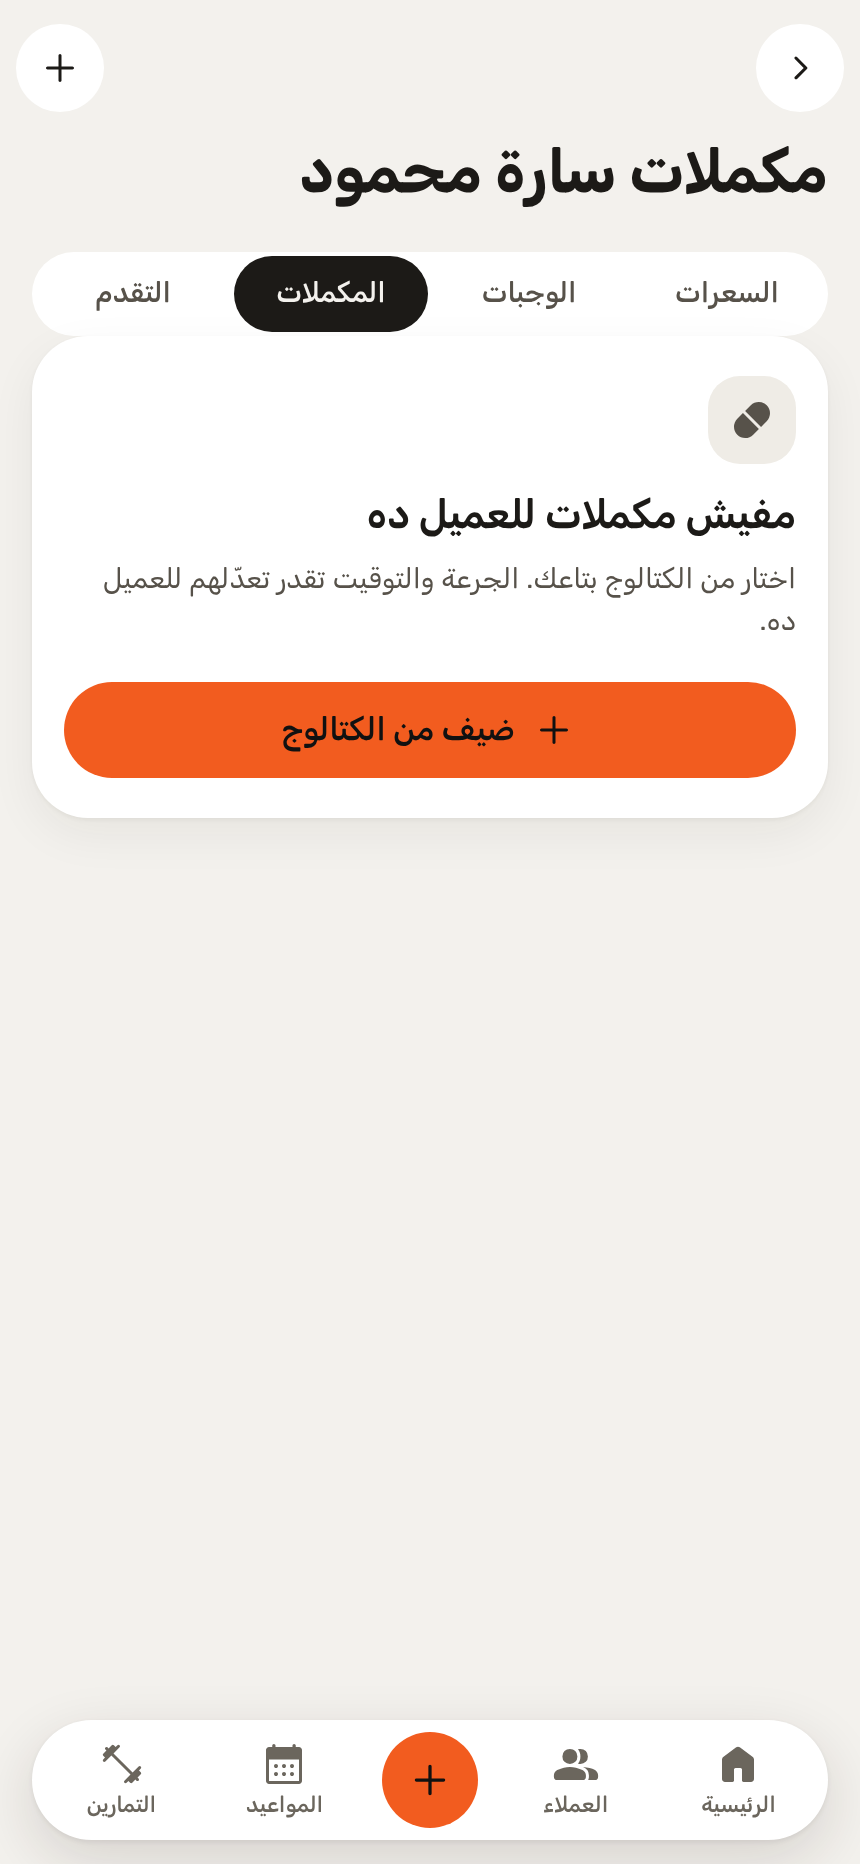 مكملات سارة محمود
السعرات
الوجبات
المكملات
التقدم
مفيش مكملات للعميل ده
اختار من الكتالوج بتاعك. الجرعة والتوقيت تقدر تعدّلهم للعميل
ده.
ضيف من الكتالوج
الرئيسية
العملاء
المواعيد
التمارين